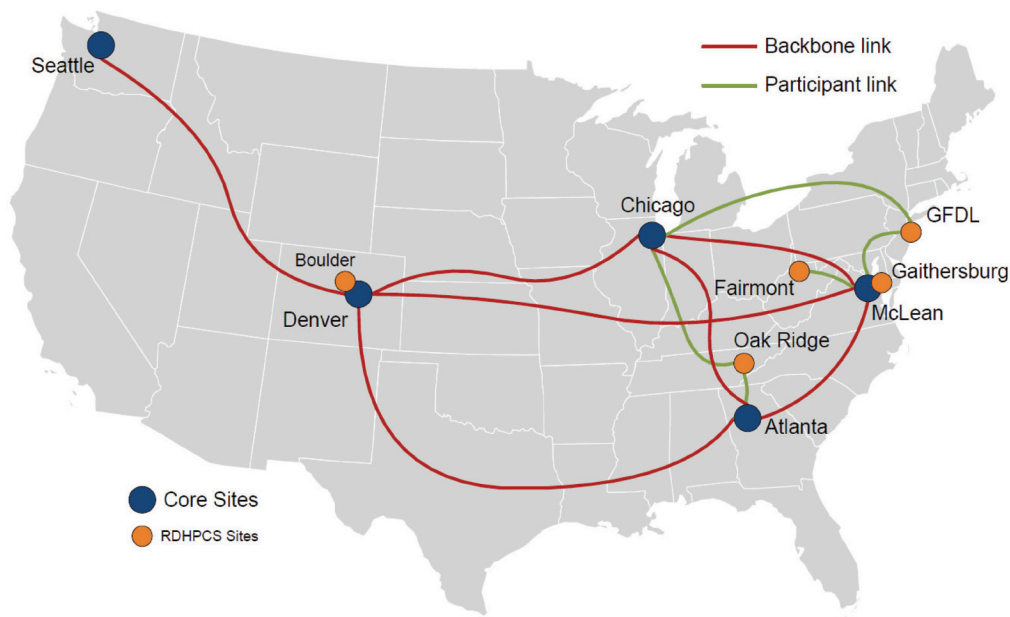 Seattle
Backbone link
Participant link
Chicago
GFDL
Boulder
Gaithersburg
Fairmont
McLean
Denver
Oak Ridge
Atlanta
Core Sites
RDHPCS Sites